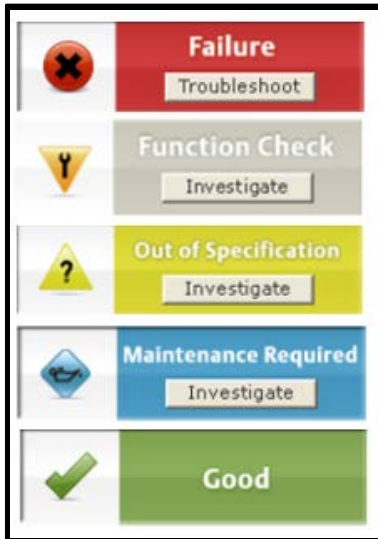 Failure
Troubleshoot
Function Check
Investigate
?
Out of Specification
Investigate
Maintenance Required
Investigate
Good